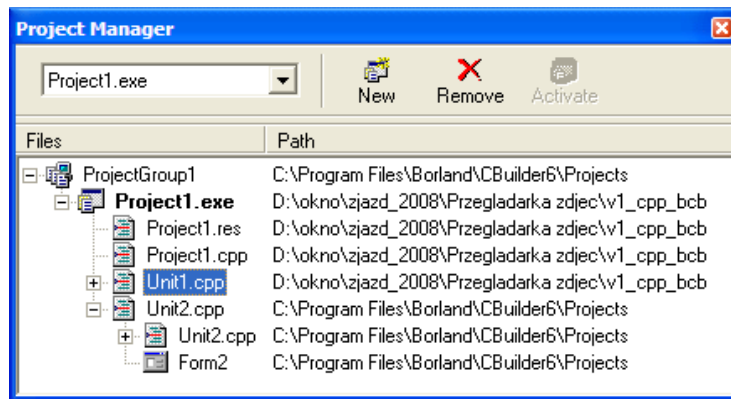 Project Manager
Project1.exe
New Remove Activate
Files Path
ProjectGroup1 C:\Program Files\Borland\CBuilder6\Projects
Project1.exe D:\okno\zjazd_2008\Przegladarka zdjec\v1_cpp_bcb
Project1.res D:\okno\zjazd_2008\Przegladarka zdjec\v1_cpp_bcb
Project1.cpp D:\okno\zjazd_2008\Przegladarka zdjec\v1_cpp_bcb
Unit1.cpp D:\okno\zjazd_2008\Przegladarka zdjec\v1_cpp_bcb
Unit2.cpp C:\Program Files\Borland\CBuilder6\Projects
Unit2.cpp C:\Program Files\Borland\CBuilder6\Projects
Form2 C:\Program Files\Borland\CBuilder6\Projects